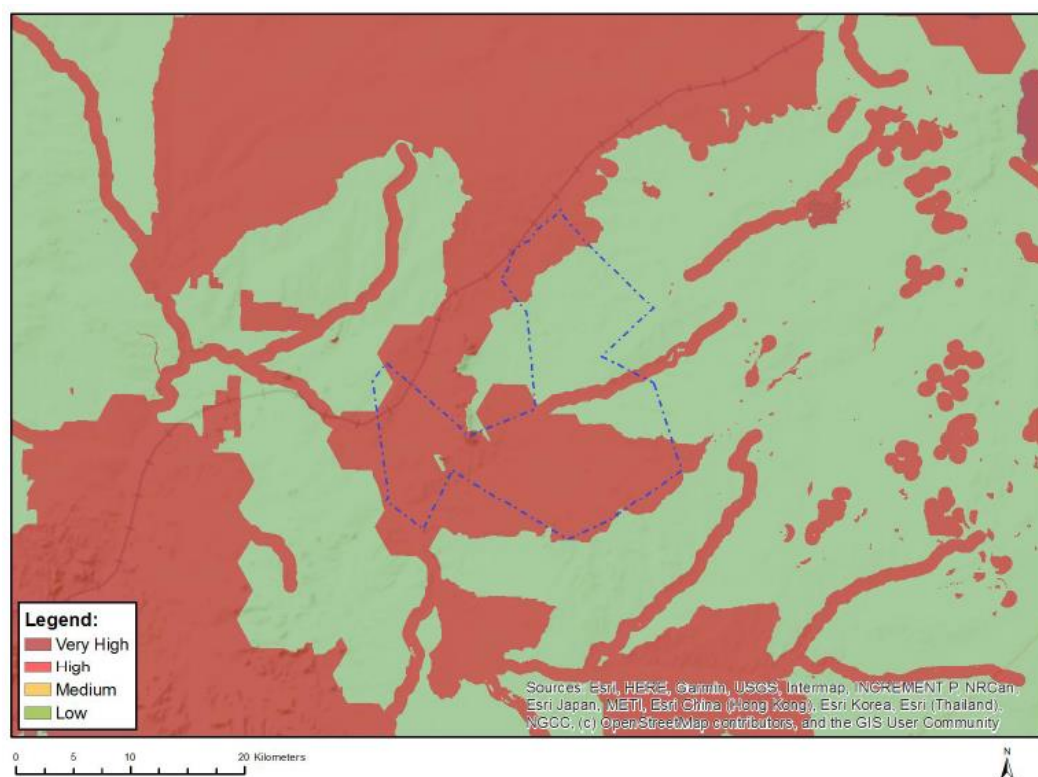 Legend:
Very High
High
Medium
Low
Sources: Esri, HERE, Garmin, USGS, Intermap, INCREMENT P, NRCan,
Esri Japan, METI, Esri China (Hong Kong), Esri Korea, Esri (Thailand),
NGCC, (c) OpenStreetMap contributors, and the GIS User Community
0 5 10 20 Kilometers
N